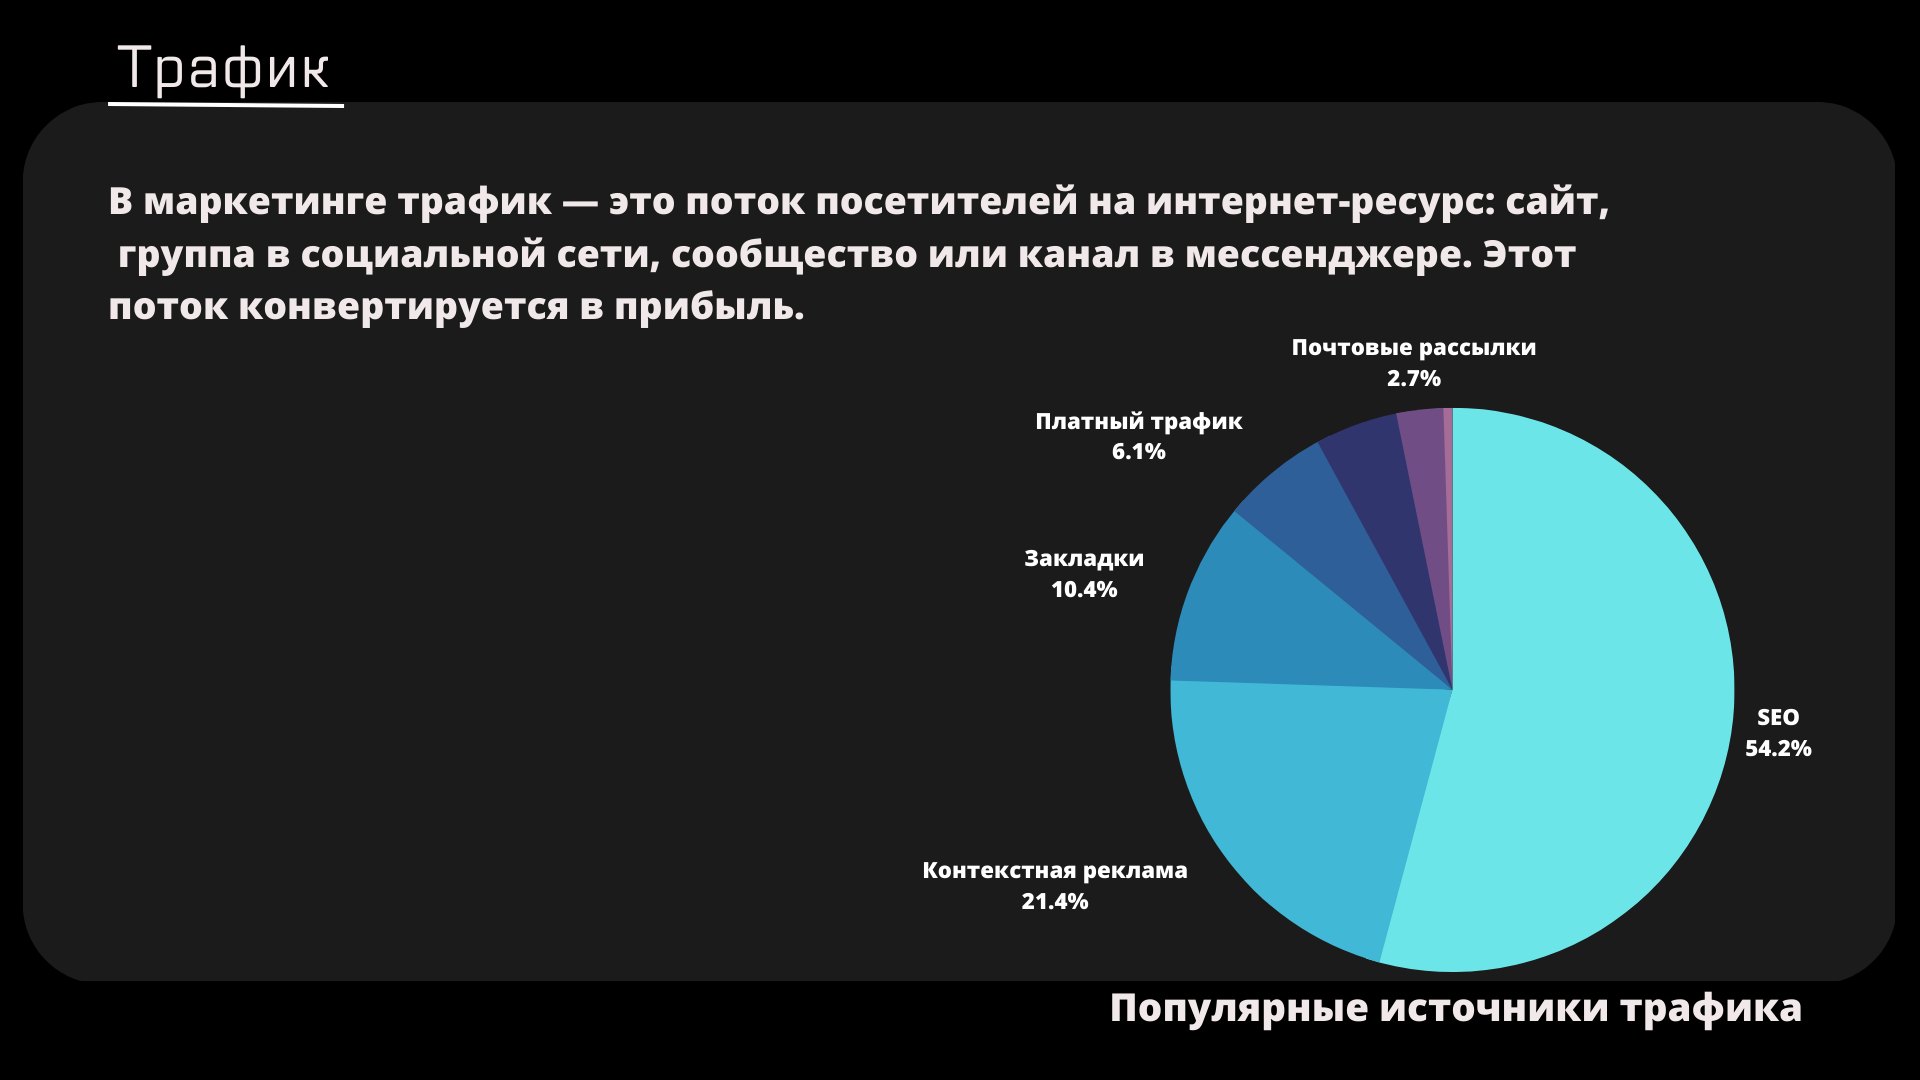 Трафик
В маркетинге трафик — это поток посетителей на интернет-ресурс: сайт,
группа в социальной сети, сообщество или канал в мессенджере. Этот
поток конвертируется в прибыль.
Почтовые рассылки
2.7%
Платный трафик
6.1%
Закладки
10.4%
SEO
54.2%
Контекстная реклама
21.4%
Популярные источники трафика